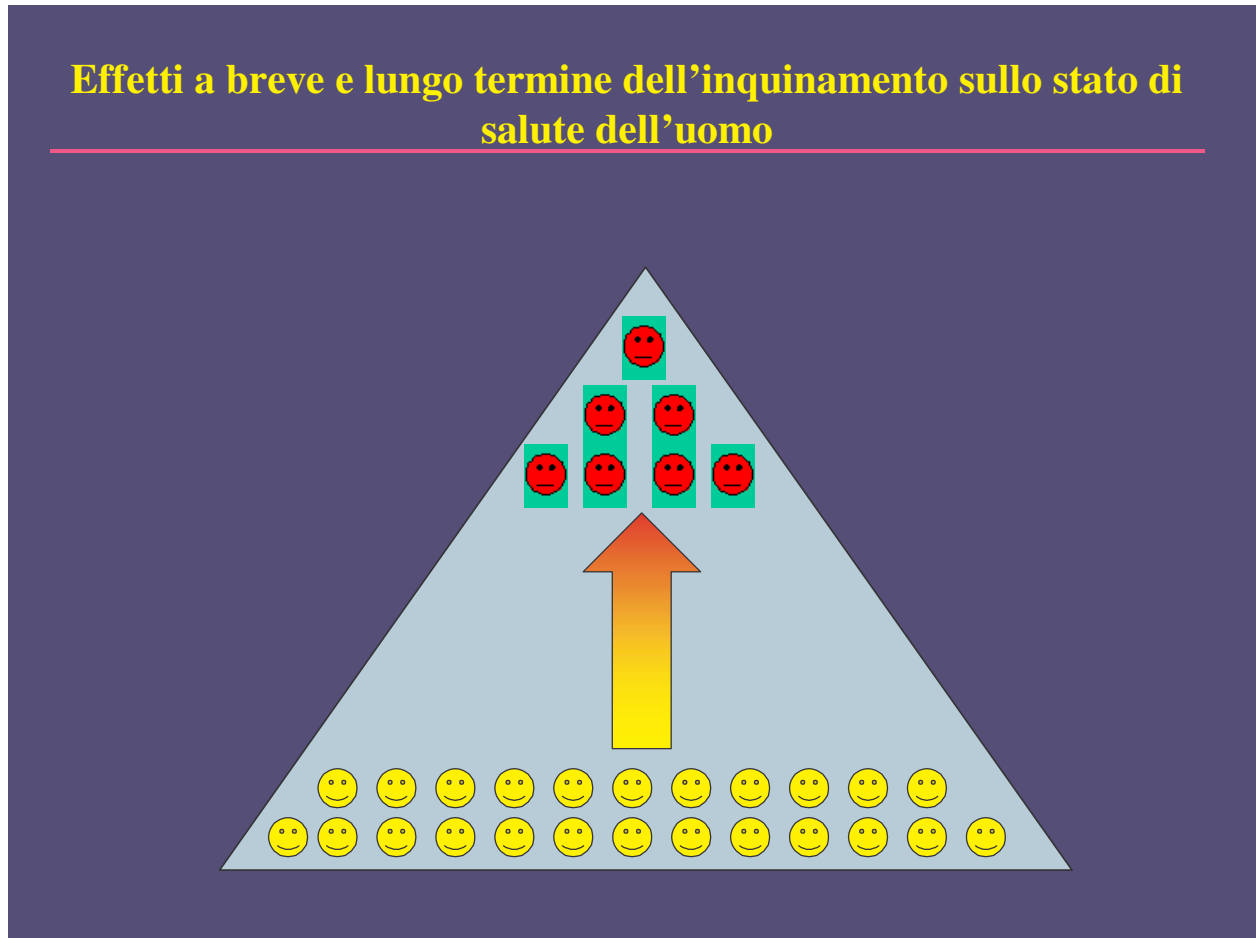 Effetti a breve e lungo termine dell’inquinamento sullo stato di
salute dell’uomo